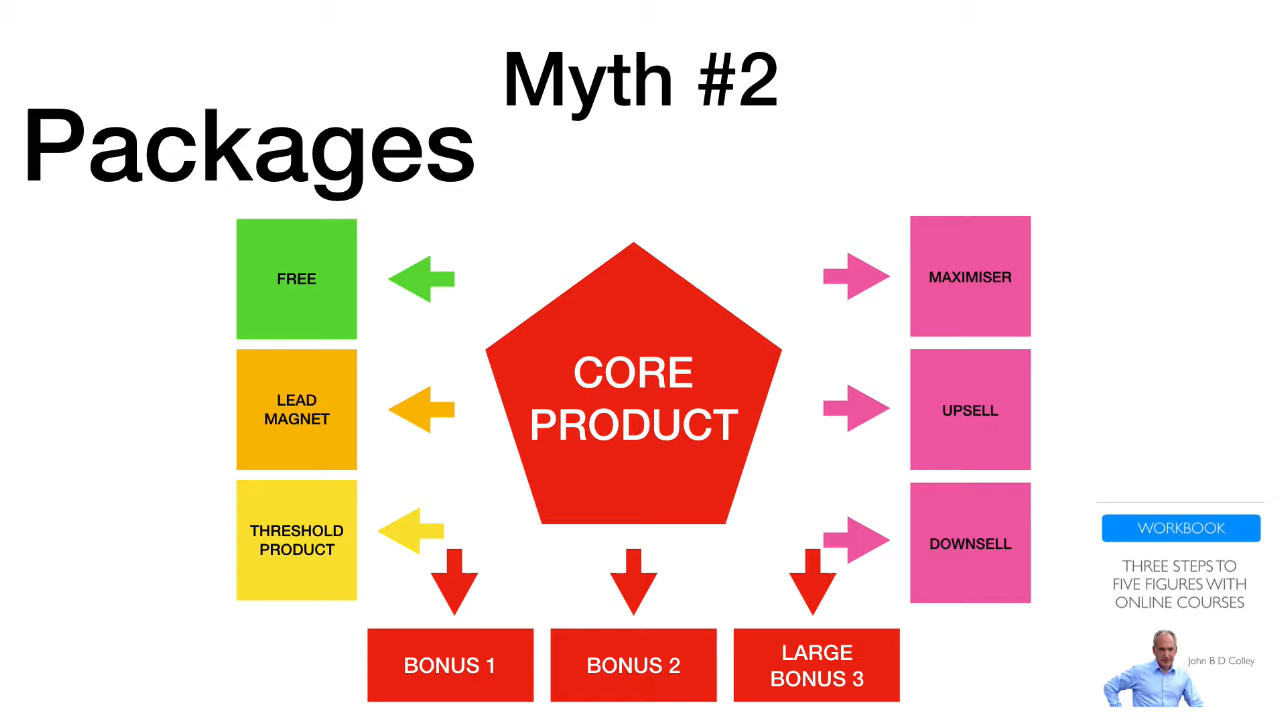 Myth #2
Packages
FREE
LEAD
MAGNET
THRESHOLD
PRODUCT
CORE
PRODUCT
MAXIMISER
UPSELL
DOWNSELL
BONUS 1
BONUS 2
LARGE
BONUS 3
WORKBOOK
THREE STEPS TO
FIVE FIGURES WITH
ONLINE COURSES
John B D Colley